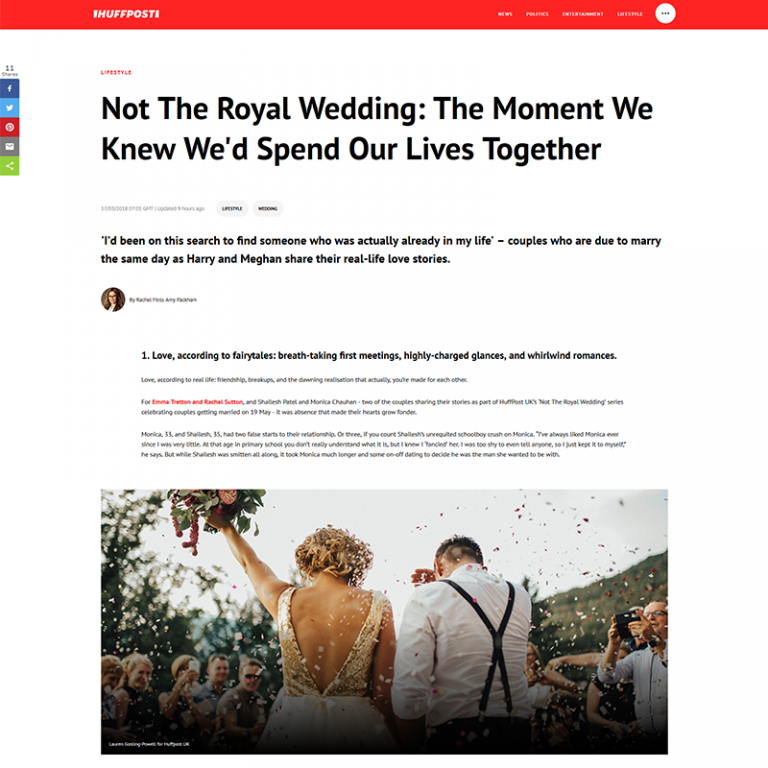 HUFFPOST
NEWS POLITICS ENTERTAINMENT LIFESTYLE
11
Shares
LIFESTYLE
Not The Royal Wedding: The Moment We
Knew We'd Spend Our Lives Together
07:01 GMT | Updated 9 hours ago LIFESTYLE WEDDING
'I'd been on this search to find someone who was actually already in my life' – couples who are due to marry
the same day as Harry and Meghan share their real-life love stories.
By Rachel Moss Amy Packham
1. Love, according to fairytales: breath-taking first meetings, highly-charged glances, and whirlwind romances.
Love, according to real life: friendship, breakups, and the dawning realisation that actually, you're made for each other.
For Emma Tretton and Rachel Sutton, and Shailesh Patel and Monica Chauhan - two of the couples sharing their stories as part of HuffPost UK's 'Not The Royal Wedding' series
celebrating couples getting married on 19 May - it was absence that made their hearts grow fonder.
Monica, 33, and Shailesh, 35, had two false starts to their relationship. Or three, if you count Shailesh's unrequited schoolboy crush on Monica. "I've always liked Monica ever
since I was very little. At that age in primary school you don't really understand what it is, but I knew I 'fancied' her. I was too shy to even tell anyone, so I just kept it to myself,"
he says. But while Shailesh was smitten all along, it took Monica much longer and some on-off dating to decide he was the man she wanted to be with.
Lauren Gosling-Powell for Huffpost UK